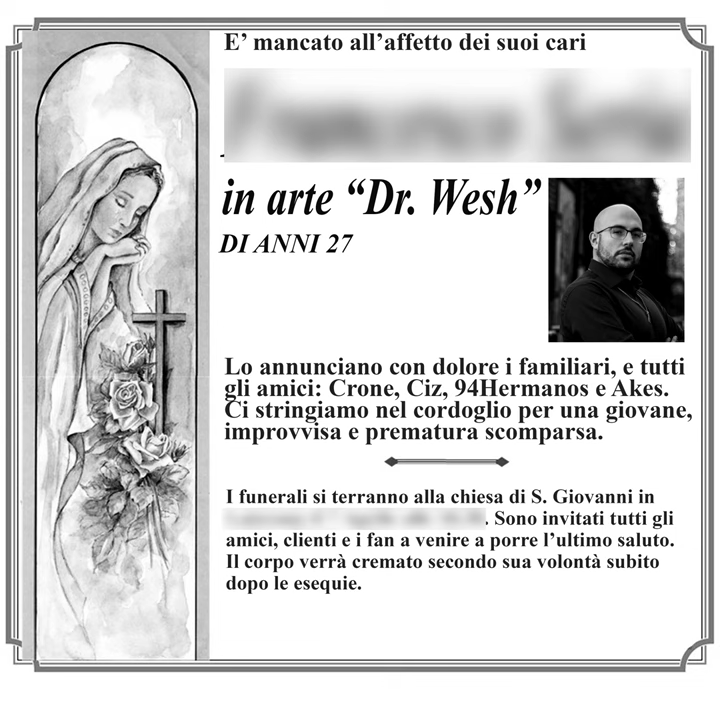 E’ mancato all’affetto dei suoi cari
in arte “Dr. Wesh”
DI ANNI 27
Lo annunciano con dolore i familiari, e tutti
gli amici: Crone, Ciz, 94Hermanos e Akes.
Ci stringiamo nel cordoglio per una giovane,
improvvisa e prematura scomparsa.
I funerali si terranno alla chiesa di S. Giovanni in
. Sono invitati tutti gli
amici, clienti e i fan a venire a porre l’ultimo saluto.
Il corpo verrà cremato secondo sua volontà subito
dopo le esequie.